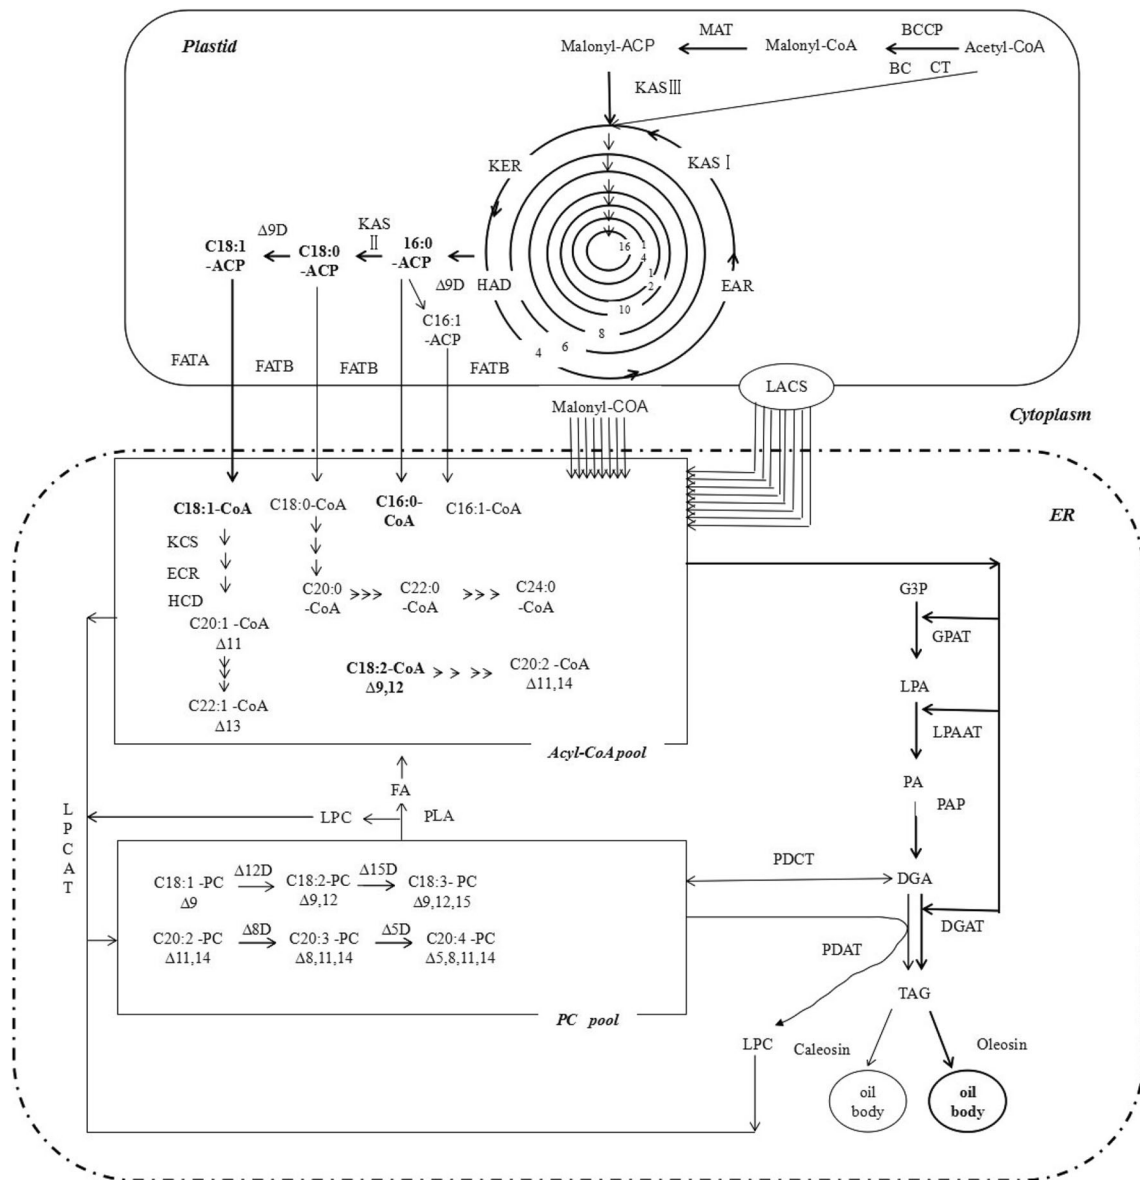 Plastid
MAT
BCCP
Malonyl-ACP
Malonyl-CoA
Acetyl-CoA
BC CT
KASⅢ
KER
KASⅠ
KAS
Ⅱ
Δ9D
C18:1
-ACP
C18:0
-ACP
16:0
-ACP
Δ9D
HAD
EAR
C16:1
-ACP
16
1
4
1
2
10
8
6
4
FATA
FATB
FATB
FATB
LACS
Malonyl-COA
Cytoplasm
ER
C18:1-CoA
C18:0-CoA
C16:0-
CoA
C16:1-CoA
KCS
ECR
HCD
C20:1 -CoA
Δ11
C22:1 -CoA
Δ13
C20:0
-CoA
C22:0
-CoA
C24:0
-CoA
C18:2-CoA
Δ9,12
C20:2 -CoA
Δ11,14
Acyl-CoA pool
G3P
GPAT
LPA
LPAAT
PA
PAP
DGA
DGAT
PDCT
PDAT
TAG
FA
LPC
PLA
L
P
C
A
T
C18:1 -PC
Δ9
Δ12D
C18:2-PC
Δ9,12
Δ15D
C18:3- PC
Δ9,12,15
C20:2 -PC
Δ11,14
Δ8D
C20:3 -PC
Δ8,11,14
Δ5D
C20:4 -PC
Δ5,8,11,14
PC pool
LPC
Caleosin
Oleosin
oil
body
oil
body